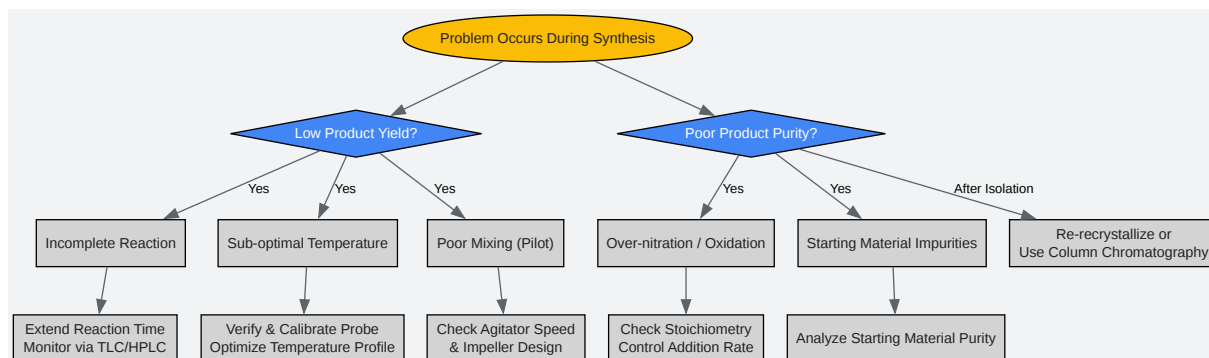 Problem Occurs During Synthesis
Low Product Yield?
Poor Product Purity?
Yes
Yes
Yes
Yes
Yes
After Isolation
Incomplete Reaction
Sub-optimal Temperature
Poor Mixing (Pilot)
Over-nitration / Oxidation
Starting Material Impurities
Re-recrystallize or
Use Column Chromatography
Extend Reaction Time
Monitor via TLC/HPLC
Verify & Calibrate Probe
Optimize Temperature Profile
Check Agitator Speed
& Impeller Design
Check Stoichiometry
Control Addition Rate
Analyze Starting Material Purity